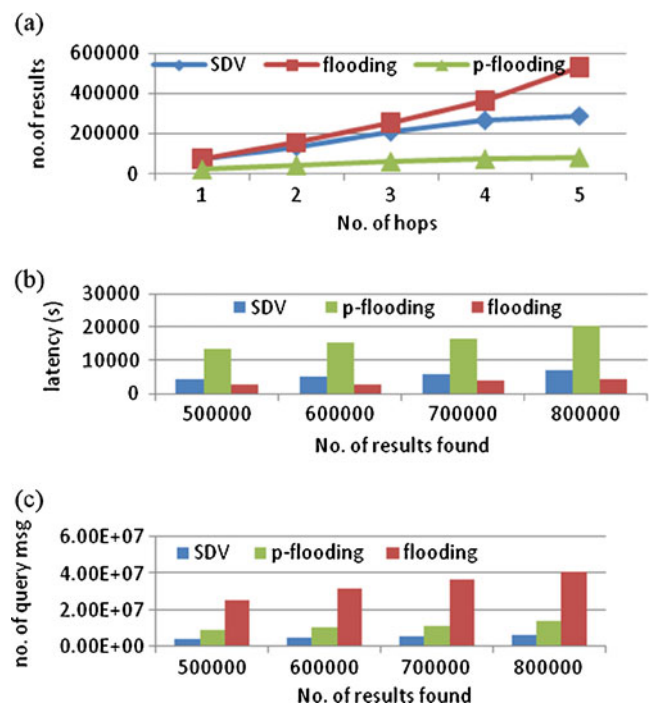 (a)
600000
400000
200000
0
no.of results
SDV flooding p-flooding
1 2 3 4 5
No. of hops
(b)
30000
20000
10000
0
latency (s)
SDV p-flooding flooding
500000 600000 700000 800000
No. of results found
(c)
6.00E+07
4.00E+07
2.00E+07
0.00E+00
no. of query msg
SDV p-flooding flooding
500000 600000 700000 800000
No. of results found